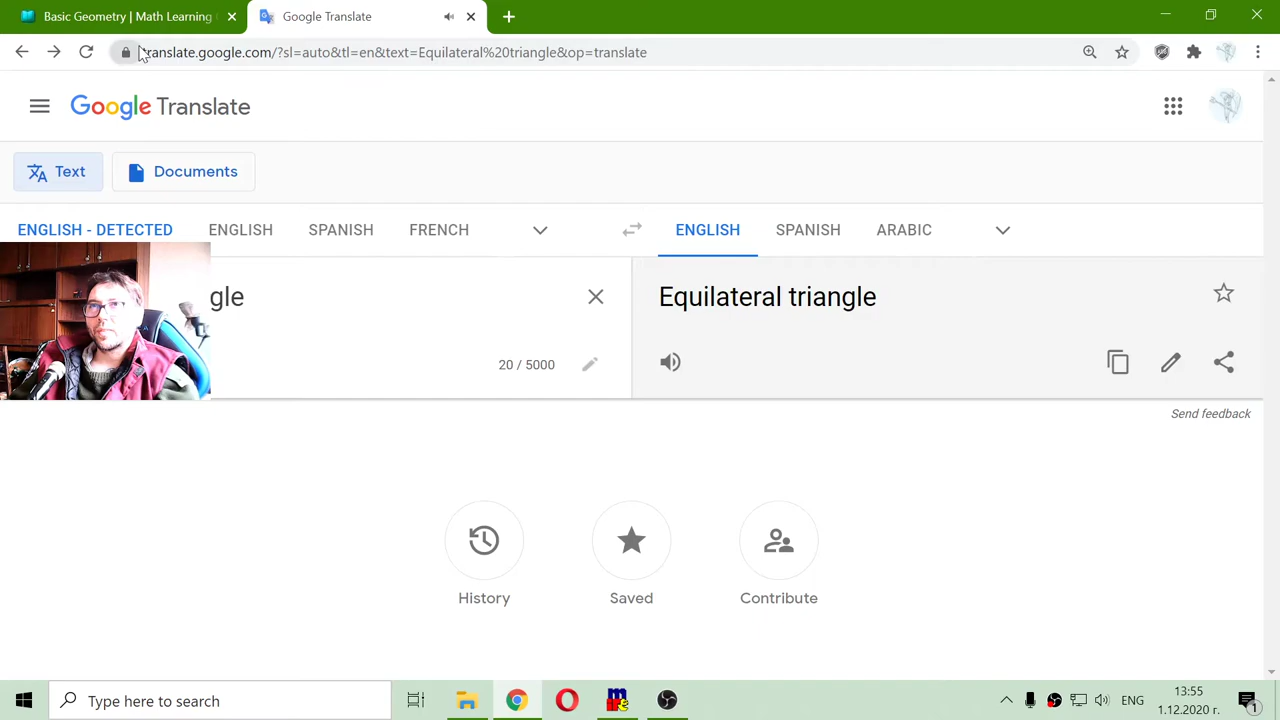 Basic Geometry | Math Learning
Google Translate
translate.google.com/?sl=auto&tl=en&text=Equilateral%20triangle&op=translate
Google Translate
Text
Documents
ENGLISH - DETECTED ENGLISH SPANISH FRENCH ENGLISH SPANISH ARABIC
gle
Equilateral triangle
20 / 5000
Send feedback
History
Saved
Contribute
Type here to search
ЕНГ
13:55
1.12.2020 г.
1